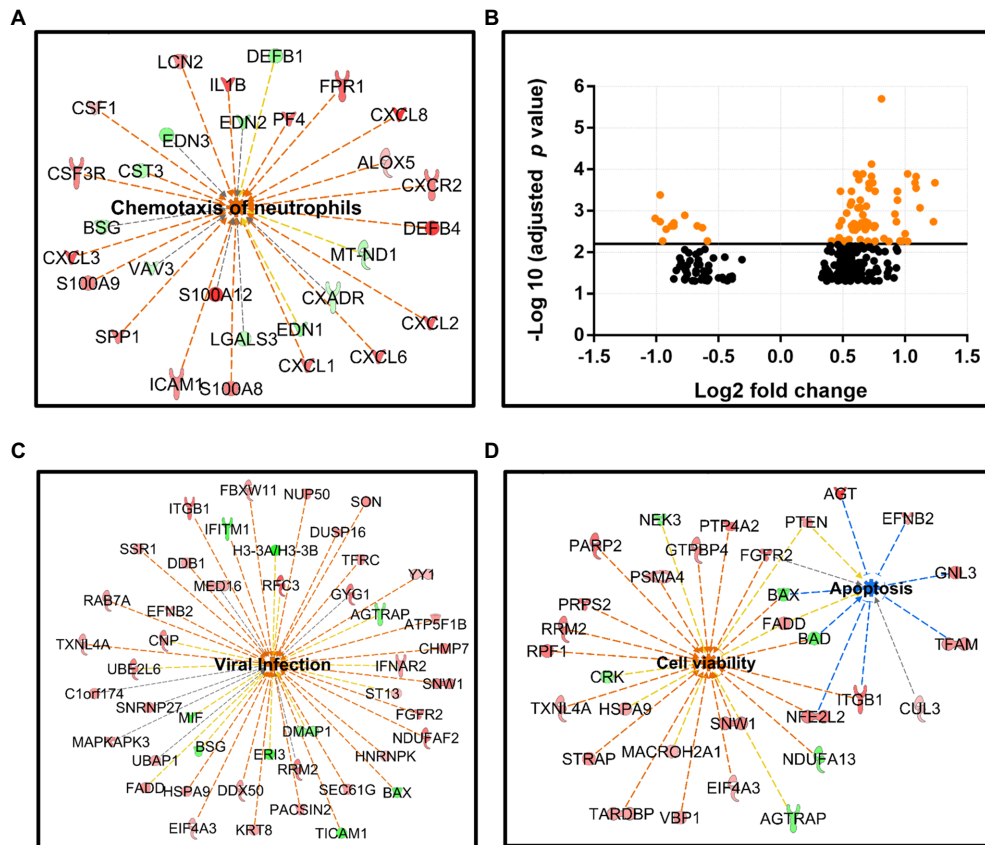 A
LCN2
DEFB1
IL1B
FPR1
CSF1
EDN2
PF4
CXCL8
EDN3
ALOX5
CSF3R
CST3
CXCR2
Chemotaxis of neutrophils
BSG
DEFB4
CXCL3
VAV3
MT-ND1
S100A9
S100A12
CXADR
SPP1
LGALS3
EDN1
CXCL2
CXCL1
CXCL6
ICAM1
S100A8
B
-Log 10 (adjusted p value)
6
5
4
3
2
1
0
-1.5
-1.0
-0.5
0.0
0.5
1.0
1.5
Log2 fold change
C
FBXW11
NUP50
ITGB1
SON
IFITM1
DUSP16
SSR1
H3-3A/H3-3B
TFRC
DDB1
MED16
RFC3
YY1
RAB7A
GYG1
EFNB2
AGTRAP
TXNL4A
CNP
ATP5F1B
CHMP7
UBE2L6
Viral Infection
IFNAR2
C1orf174
SNW1
SNRNP27
ST13
MIF
FGFR2
MAPKAPK3
BSG
DMAP1
NDUFAF2
UBAP1
ERI3
HNRNPK
FADD
HSPA9
DDX50
RRM2
SEC61G
BAX
EIF4A3
KRT8
PACSIN2
TICAM1
D
AGT
NEK3
PTP4A2
PTEN
EFNB2
PARP2
GTPBP4
FGFR2
PSMA4
GNL3
BAX
Apoptosis
PRPS2
RRM2
FADD
BAD
TFAM
RPF1
Cell viability
CRK
ITGB1
TXNL4A
HSPA9
CUL3
SNW1
NFE2L2
STRAP
MACROH2A1
NDUFA13
EIF4A3
TARDBP
VBP1
AGTRAP